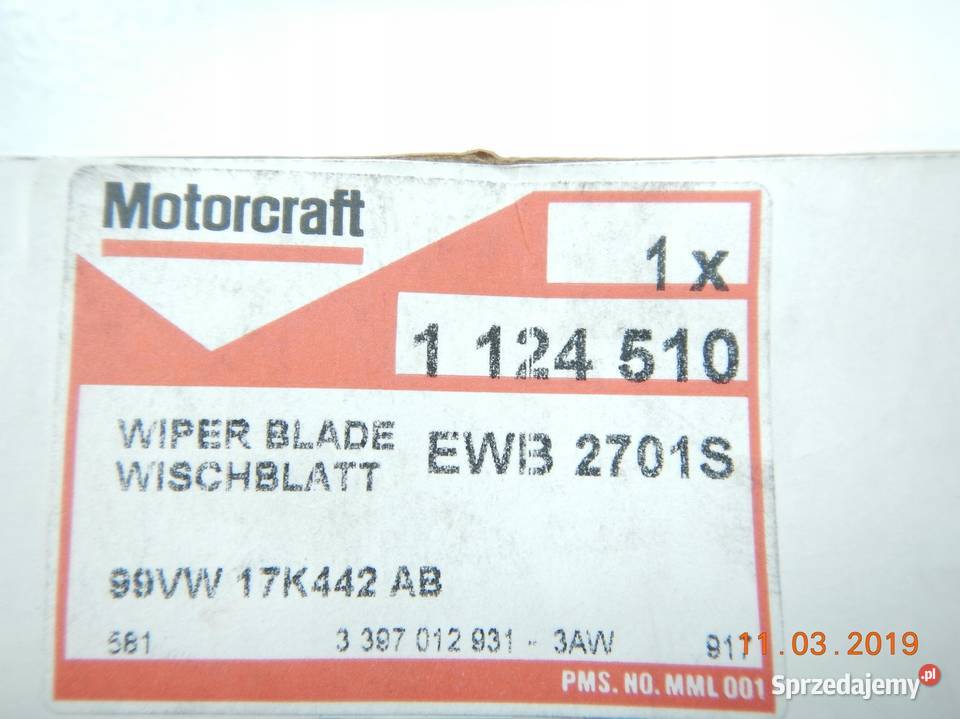 Motorcraft
1 x
1 124 510
WIPER BLADE
WISCHBLATT
EWB 2701S
99VW 17K442 AB
581 3 397 012 931 - 3AW 917
11.03.2019
PMS. NO. MML 001
Sprzedajemy.pl